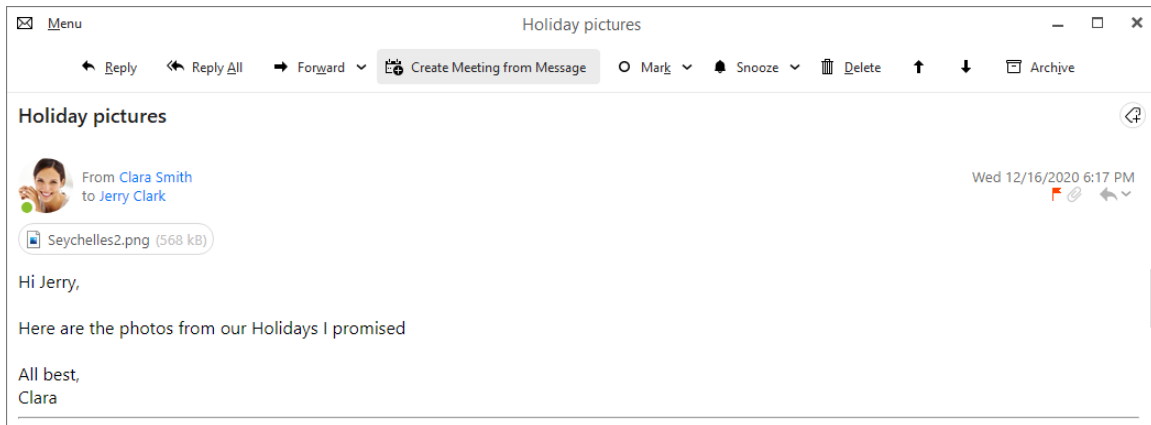 Menu
Holiday pictures
Reply
Reply All
Forward
Create Meeting from Message
Mark
Snooze
Delete
Archive
Holiday pictures
From Clara Smith
to Jerry Clark
Wed 12/16/2020 6:17 PM
Seychelles2.png (568 kB)
Hi Jerry,
Here are the photos from our Holidays I promised
All best,
Clara